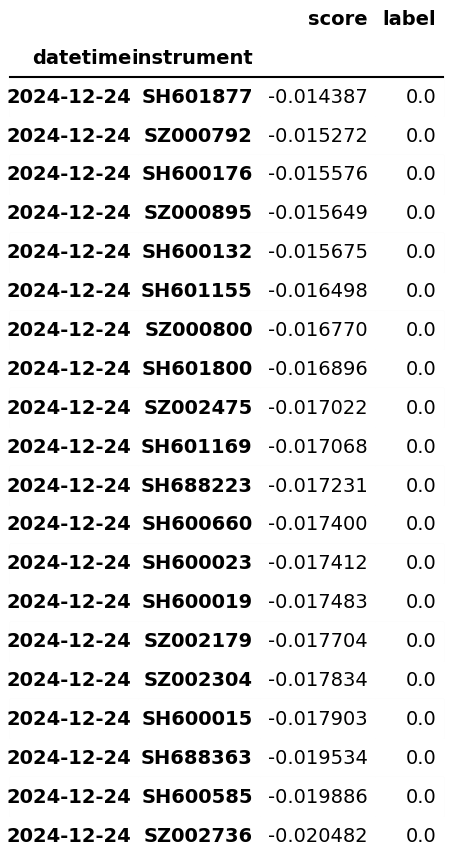 score label
datetime instrument
2024-12-24 SH601877 -0.014387 0.0
2024-12-24 SZ000792 -0.015272 0.0
2024-12-24 SH600176 -0.015576 0.0
2024-12-24 SZ000895 -0.015649 0.0
2024-12-24 SH600132 -0.015675 0.0
2024-12-24 SH601155 -0.016498 0.0
2024-12-24 SZ000800 -0.016770 0.0
2024-12-24 SH601800 -0.016896 0.0
2024-12-24 SZ002475 -0.017022 0.0
2024-12-24 SH601169 -0.017068 0.0
2024-12-24 SH688223 -0.017231 0.0
2024-12-24 SH600660 -0.017400 0.0
2024-12-24 SH600023 -0.017412 0.0
2024-12-24 SH600019 -0.017483 0.0
2024-12-24 SZ002179 -0.017704 0.0
2024-12-24 SZ002304 -0.017834 0.0
2024-12-24 SH600015 -0.017903 0.0
2024-12-24 SH688363 -0.019534 0.0
2024-12-24 SH600585 -0.019886 0.0
2024-12-24 SZ002736 -0.020482 0.0